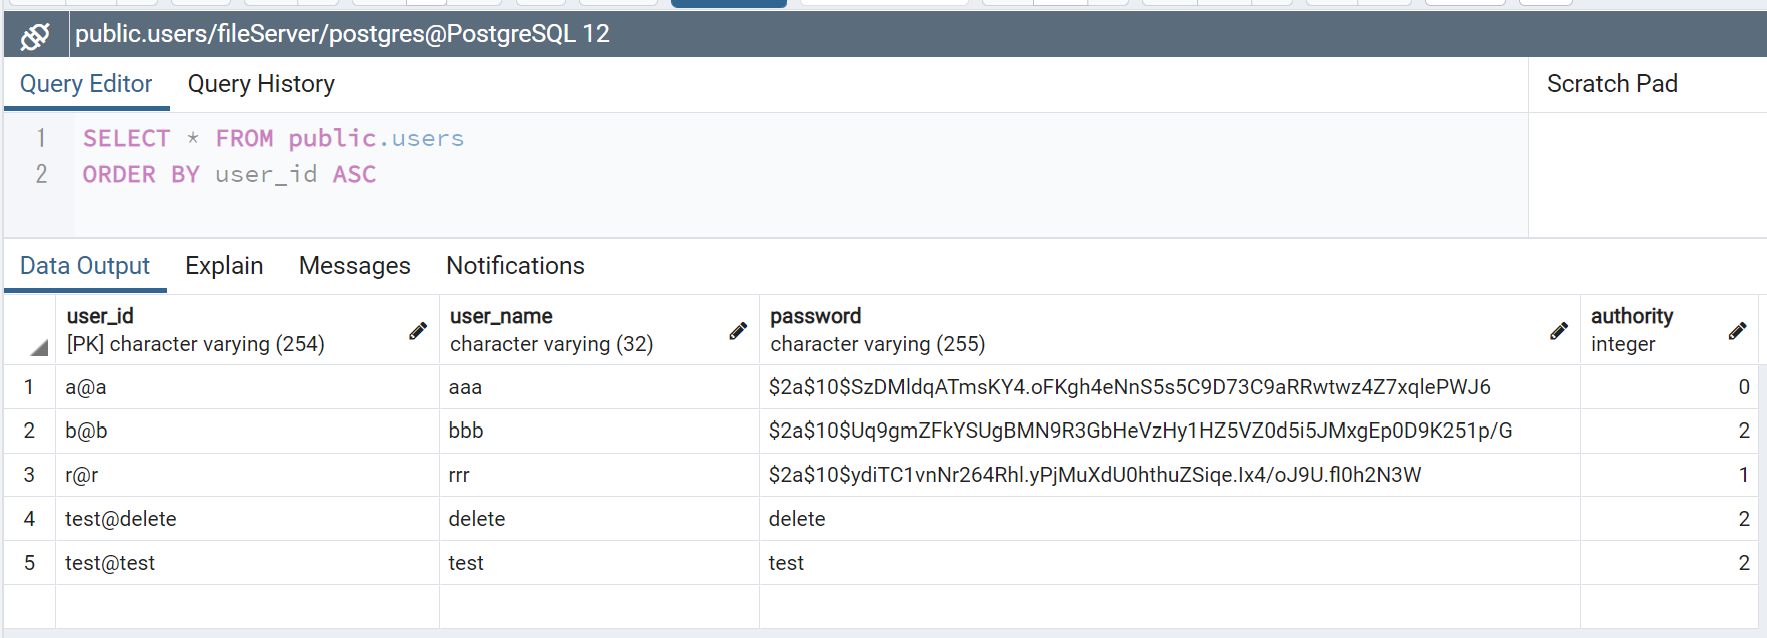 public.users/fileServer/postgres@PostgreSQL 12
Query Editor Query History Scratch Pad
1 SELECT * FROM public.users
2 ORDER BY user_id ASC
Data Output Explain Messages Notifications
user_id user_name password authority
[PK] character varying (254) character varying (32) character varying (255) integer
1 a@a aaa $2a$10$SzDMldqATmsKY4.oFKgh4eNnS5s5C9D73C9aRRwtwz4Z7xqlePWJ6 0
2 b@b bbb $2a$10$Uq9gmZFkYSUgBMN9R3GbHeVzHy1HZ5VZ0d5i5JMxgEp0D9K251p/G 2
3 r@r rrr $2a$10$ydiTC1vnNr264Rhl.yPjMuXdU0hthuZSiqe.Ix4/oJ9U.fl0h2N3W 1
4 test@delete delete delete 2
5 test@test test test 2